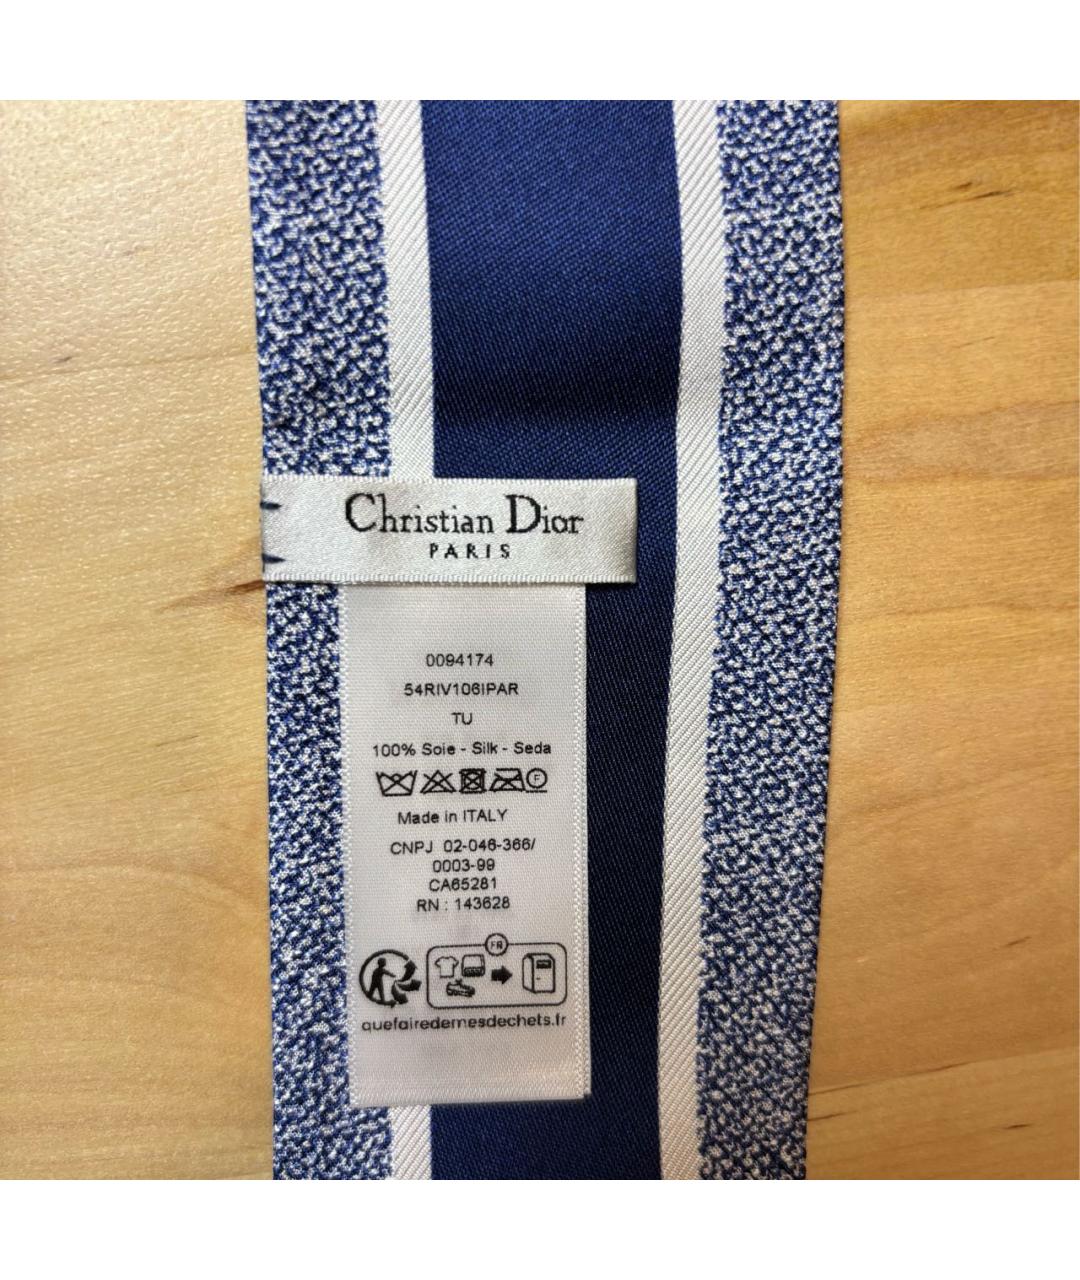 Christian Dior
PARIS
0094174
54RIV106IPAR
TU
100% Soie - Silk - Seda
F
Made in ITALY
CNPJ 02-046-366/
0003-99
CA65281
RN : 143628
FR
quefairedemesdechets.fr